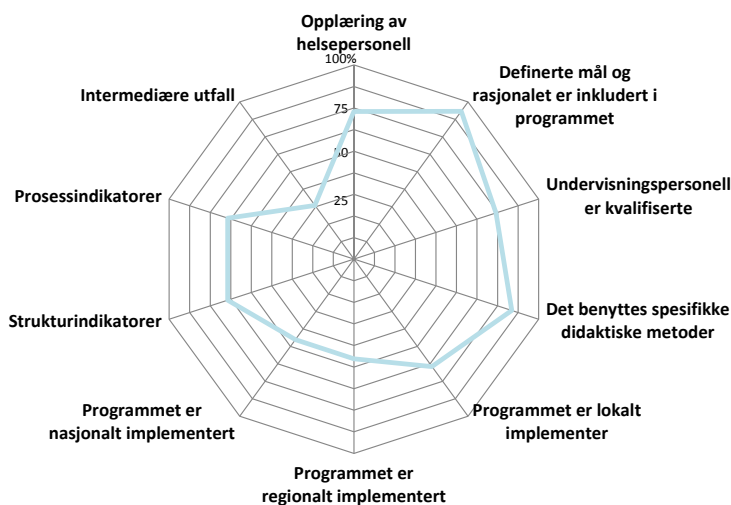 Opplæring av
helsepersonell
100%
Definerte mål og
rasjonalet er inkludert i
programmet
Intermediære utfall
75
50
Prosessindikatorer
Undervisningspersonell
er kvalifiserte
25
Strukturindikatorer
Det benyttes spesifikke
didaktiske metoder
Programmet er
nasjonalt implementert
Programmet er lokalt
implementer
Programmet er
regionalt implementert